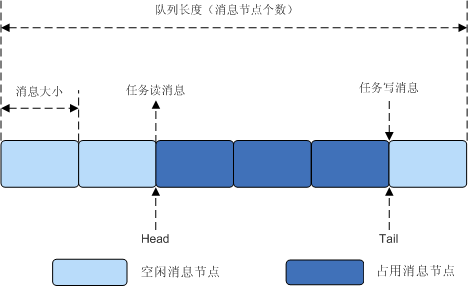 队列长度（消息节点个数）
消息大小
任务读消息
任务写消息
Head
Tail
空闲消息节点
占用消息节点